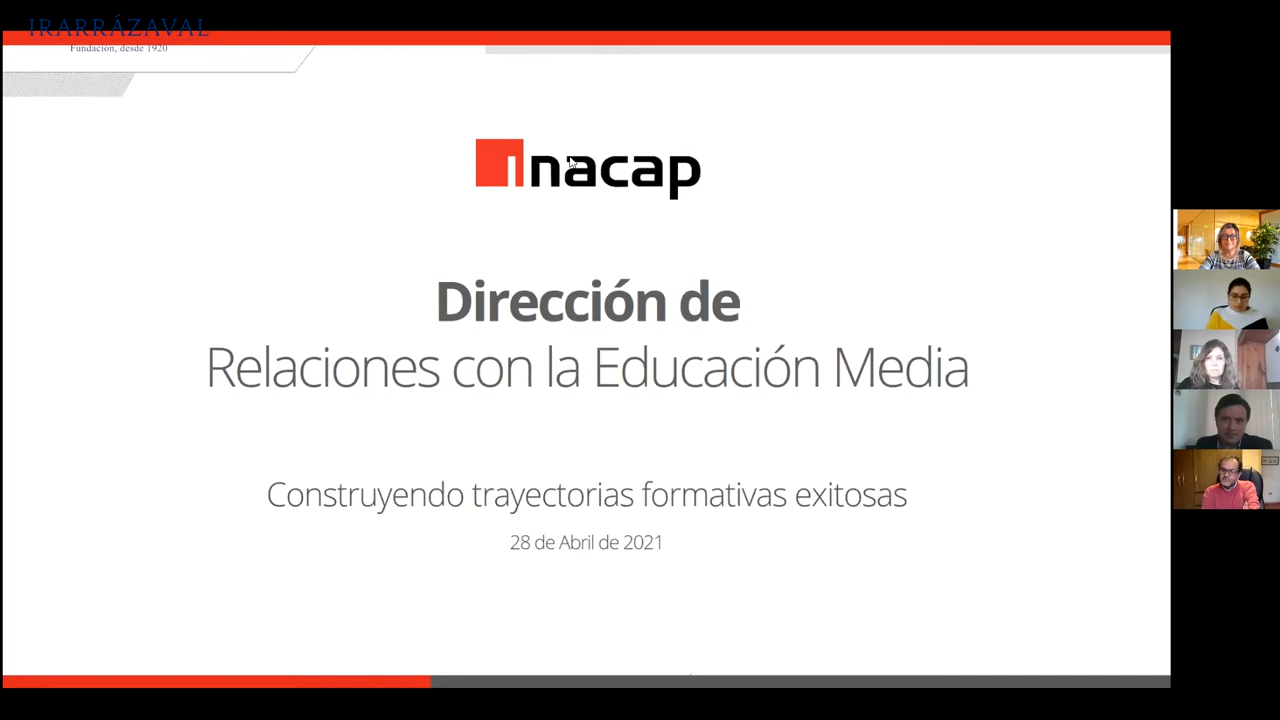 IRARRÁZAVAL
Fundación, desde 1920
inacap
Dirección de
Relaciones con la Educación Media
Construyendo trayectorias formativas exitosas
28 de Abril de 2021